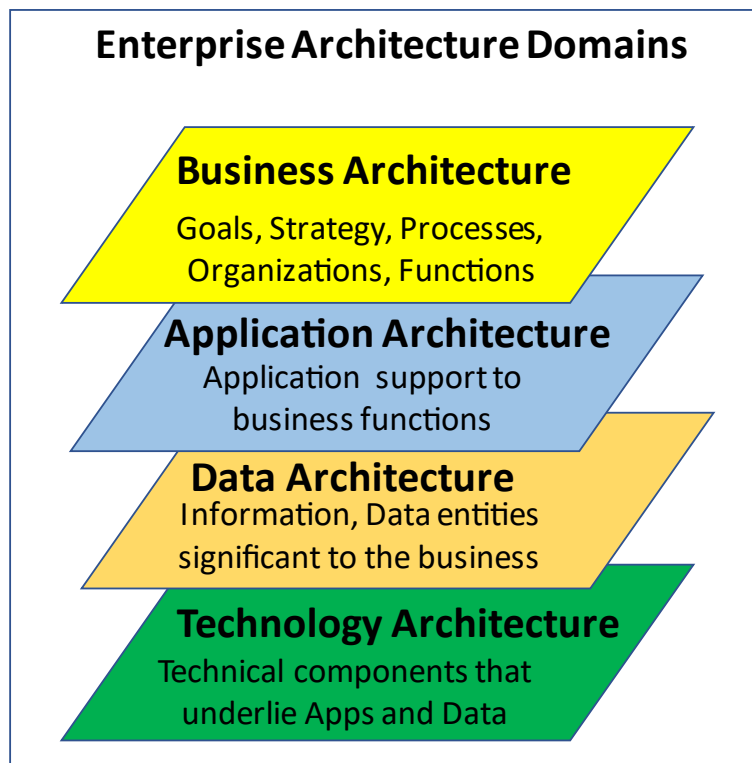 Enterprise Architecture Domains
Business Architecture
Goals, Strategy, Processes,
Organizations, Functions
Application Architecture
Application support to
business functions
Data Architecture
Information, Data entities
significant to the business
Technology Architecture
Technical components that
underlie Apps and Data